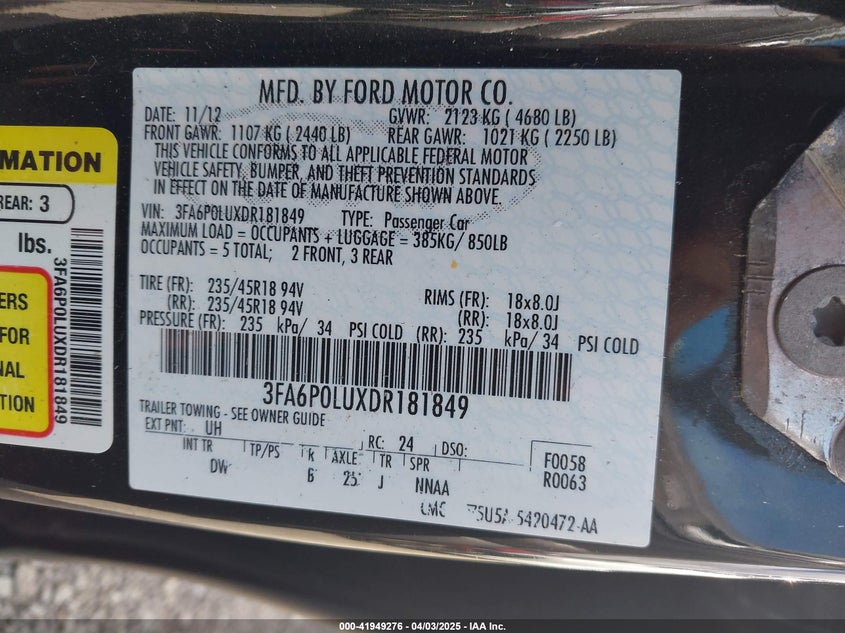 MFD. BY FORD MOTOR CO.
DATE: 11/12 GVWR: 2123 KG ( 4680 LB)
FRONT GAWR: 1107 KG ( 2440 LB) REAR GAWR: 1021 KG ( 2250 LB)
THIS VEHICLE CONFORMS TO ALL APPLICABLE FEDERAL MOTOR
VEHICLE SAFETY, BUMPER, AND THEFT PREVENTION STANDARDS
IN EFFECT ON THE DATE OF MANUFACTURE SHOWN ABOVE.
VIN: 3FA6P0LUXDR181849 TYPE: Passenger Car
MAXIMUM LOAD = OCCUPANTS + LUGGAGE = 385KG/ 850LB
OCCUPANTS = 5 TOTAL; 2 FRONT, 3 REAR
TIRE (FR): 235/45R18 94V RIMS (FR): 18x8.0J
(RR): 235/45R18 94V (RR): 18x8.0J
PRESSURE (FR): 235 kPa/ 34 PSI COLD (RR): 235 kPa/ 34 PSI COLD
3FA6P0LUXDR181849
TRAILER TOWING - SEE OWNER GUIDE
EXT PNT: UH RC: 24 DSO: F0058
INT TR TP/PS R AXLE TR SPR R0063
DW 6 25 J NNAA
5420472-AA
MATION
REAR: 3
lbs.
ERS
FOR
NAL
TION
3FA6P0LUXDR181849
000-41949276 - 04/03/2025 - IAA Inc.